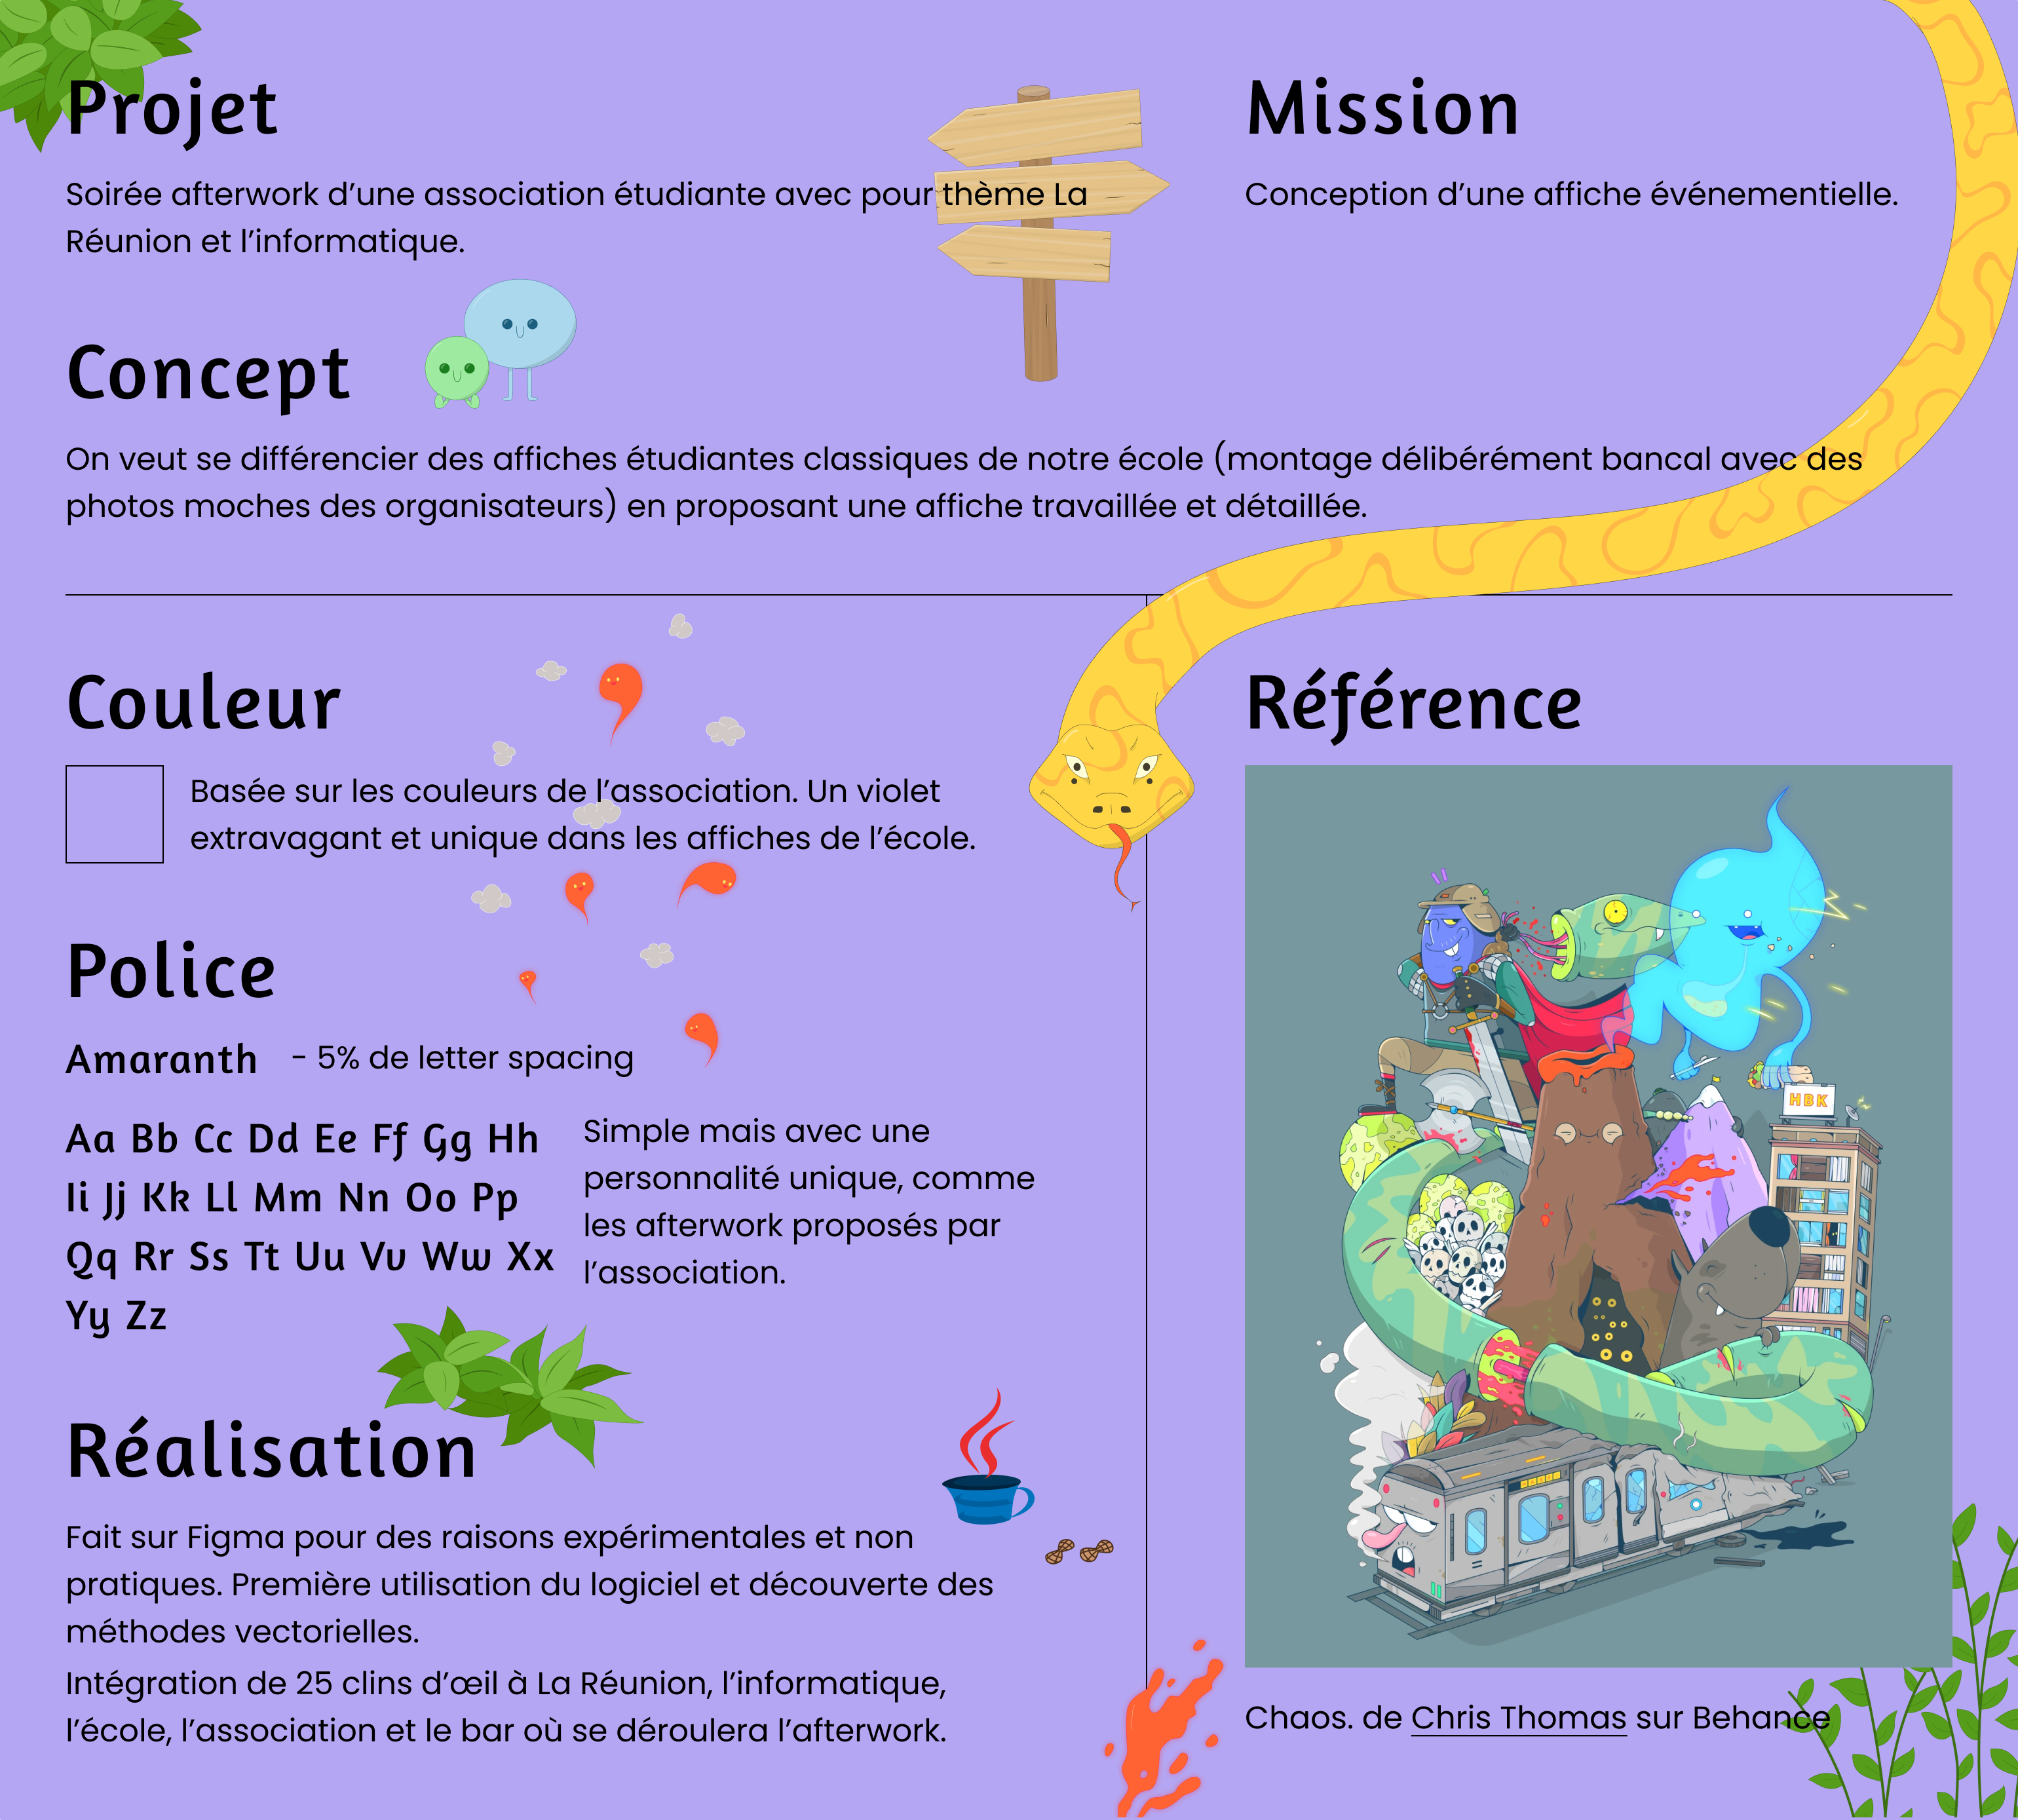 Projet
Soirée afterwork d’une association étudiante avec pour thème La
Réunion et l’informatique.
Mission
Conception d’une affiche événementielle.
Concept
On veut se différencier des affiches étudiantes classiques de notre école (montage délibérément bancal avec des
photos moches des organisateurs) en proposant une affiche travaillée et détaillée.
Couleur
Basée sur les couleurs de l’association. Un violet
extravagant et unique dans les affiches de l’école.
Police
Amaranth - 5% de letter spacing
Aa Bb Cc Dd Ee Ff Gg Hh
Ii Jj Kk Ll Mm Nn Oo Pp
Qq Rr Ss Tt Uu Vv Ww Xx
Yy Zz
Simple mais avec une
personnalité unique, comme
les afterwork proposés par
l’association.
Réalisation
Fait sur Figma pour des raisons expérimentales et non
pratiques. Première utilisation du logiciel et découverte des
méthodes vectorielles.
Intégration de 25 clins d’œil à La Réunion, l’informatique,
l’école, l’association et le bar où se déroulera l’afterwork.
Référence
HBK
Chaos. de Chris Thomas sur Behance